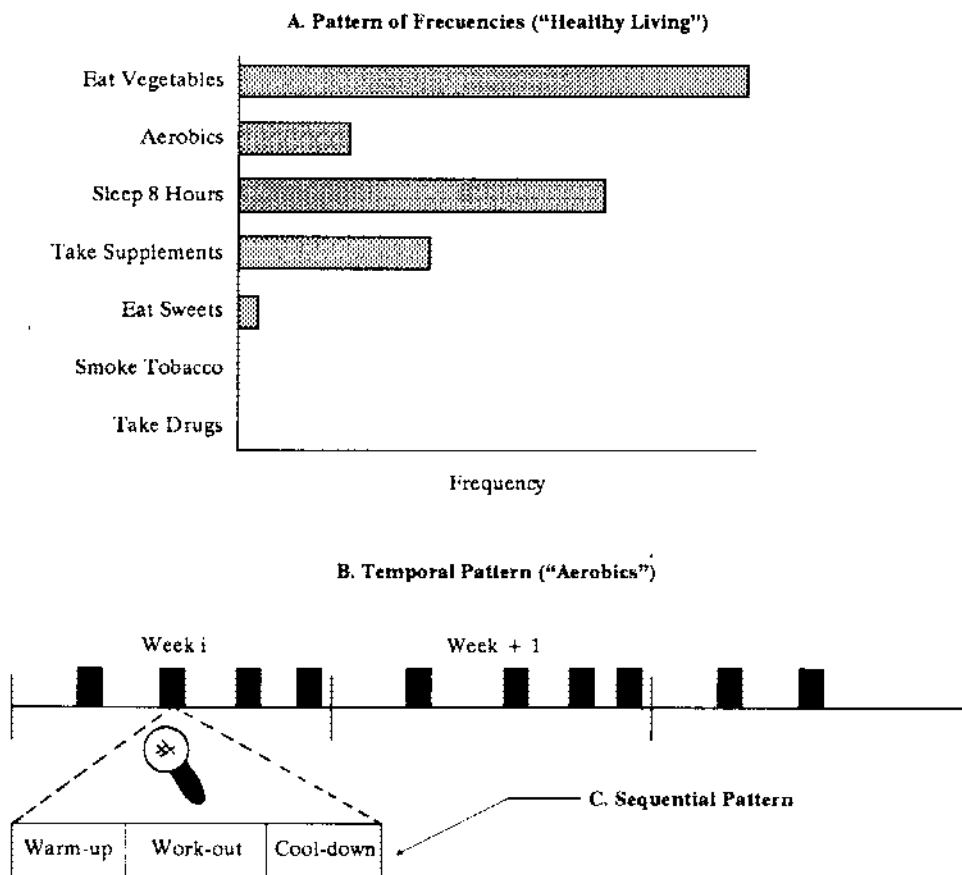 A. Pattern of Frecuencies (“Healthy Living”)
Eat Vegetables
Aerobics
Sleep 8 Hours
Take Supplements
Eat Sweets
Smoke Tobacco
Take Drugs
Frequency
B. Temporal Pattern (“Aerobics”)
Week i
Week + 1
C. Sequential Pattern
Warm-up
Work-out
Cool-down